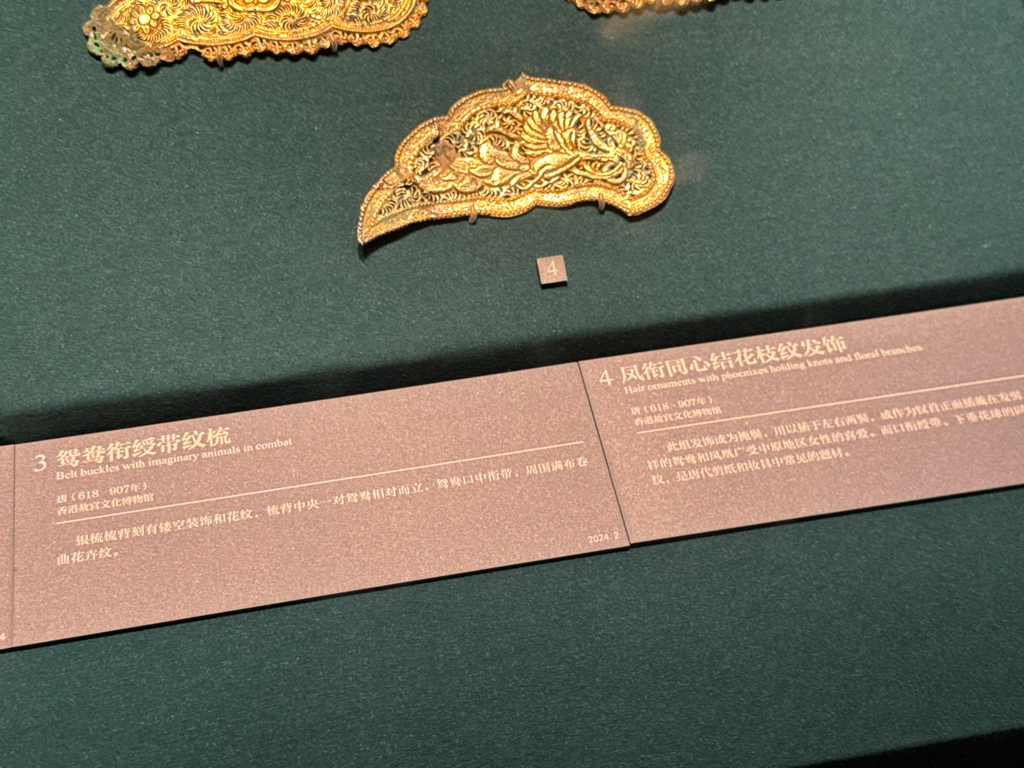 4
3 鸳鸯衔绶带纹梳
Belt buckles with imaginary animals in combat
唐（618—907年）
香港故宫文化博物馆
银梳梳背刻有镂空装饰和花纹，梳背中央一对鸳鸯相对而立，鸳鸯口中衔带，周围满布卷
曲花卉纹。
2024.2
4 凤衔同心结花枝纹发饰
Hair ornaments with phoenixes holding knots and floral branches
唐（618—907年）
香港故宫文化博物馆
此组发饰或为掩鬓，用以插于左右两鬓，或作为钗首正面插戴在发髻
样的鸳鸯和凤凰广受中原地区女性的喜爱。而口衔绶带、下垂花球的同
纹，是唐代剪纸和妆具中常见的题材。
4